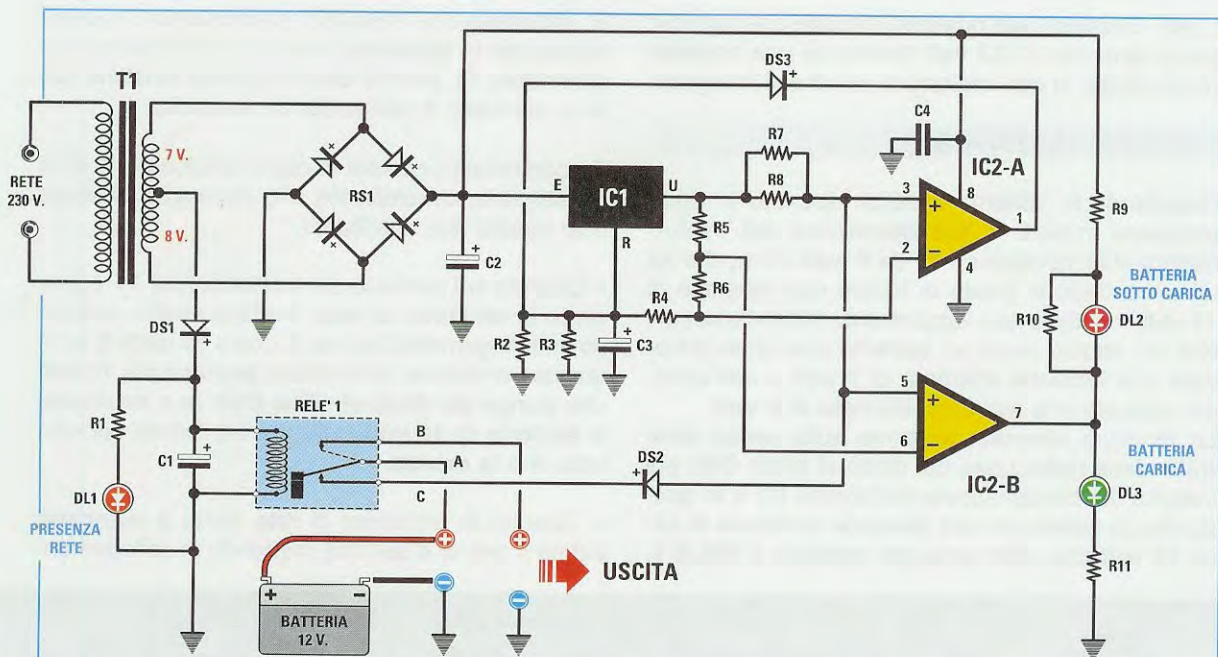 T1
RETE
230 V.
7 V.
8 V.
RS1
C2
DS1
R1
C1
DL1
PRESENZA
RETE
RELE' 1
B
A
C
BATTERIA
12 V.
USCITA
E
IC1
U
R
R2
R3
C3
R4
R5
R6
R7
R8
DS3
C4
IC2-A
3
2
8
1
4
DS2
5
6
7
IC2-B
R9
BATTERIA
SOTTO CARICA
R10
DL2
BATTERIA
CARICA
DL3
R11